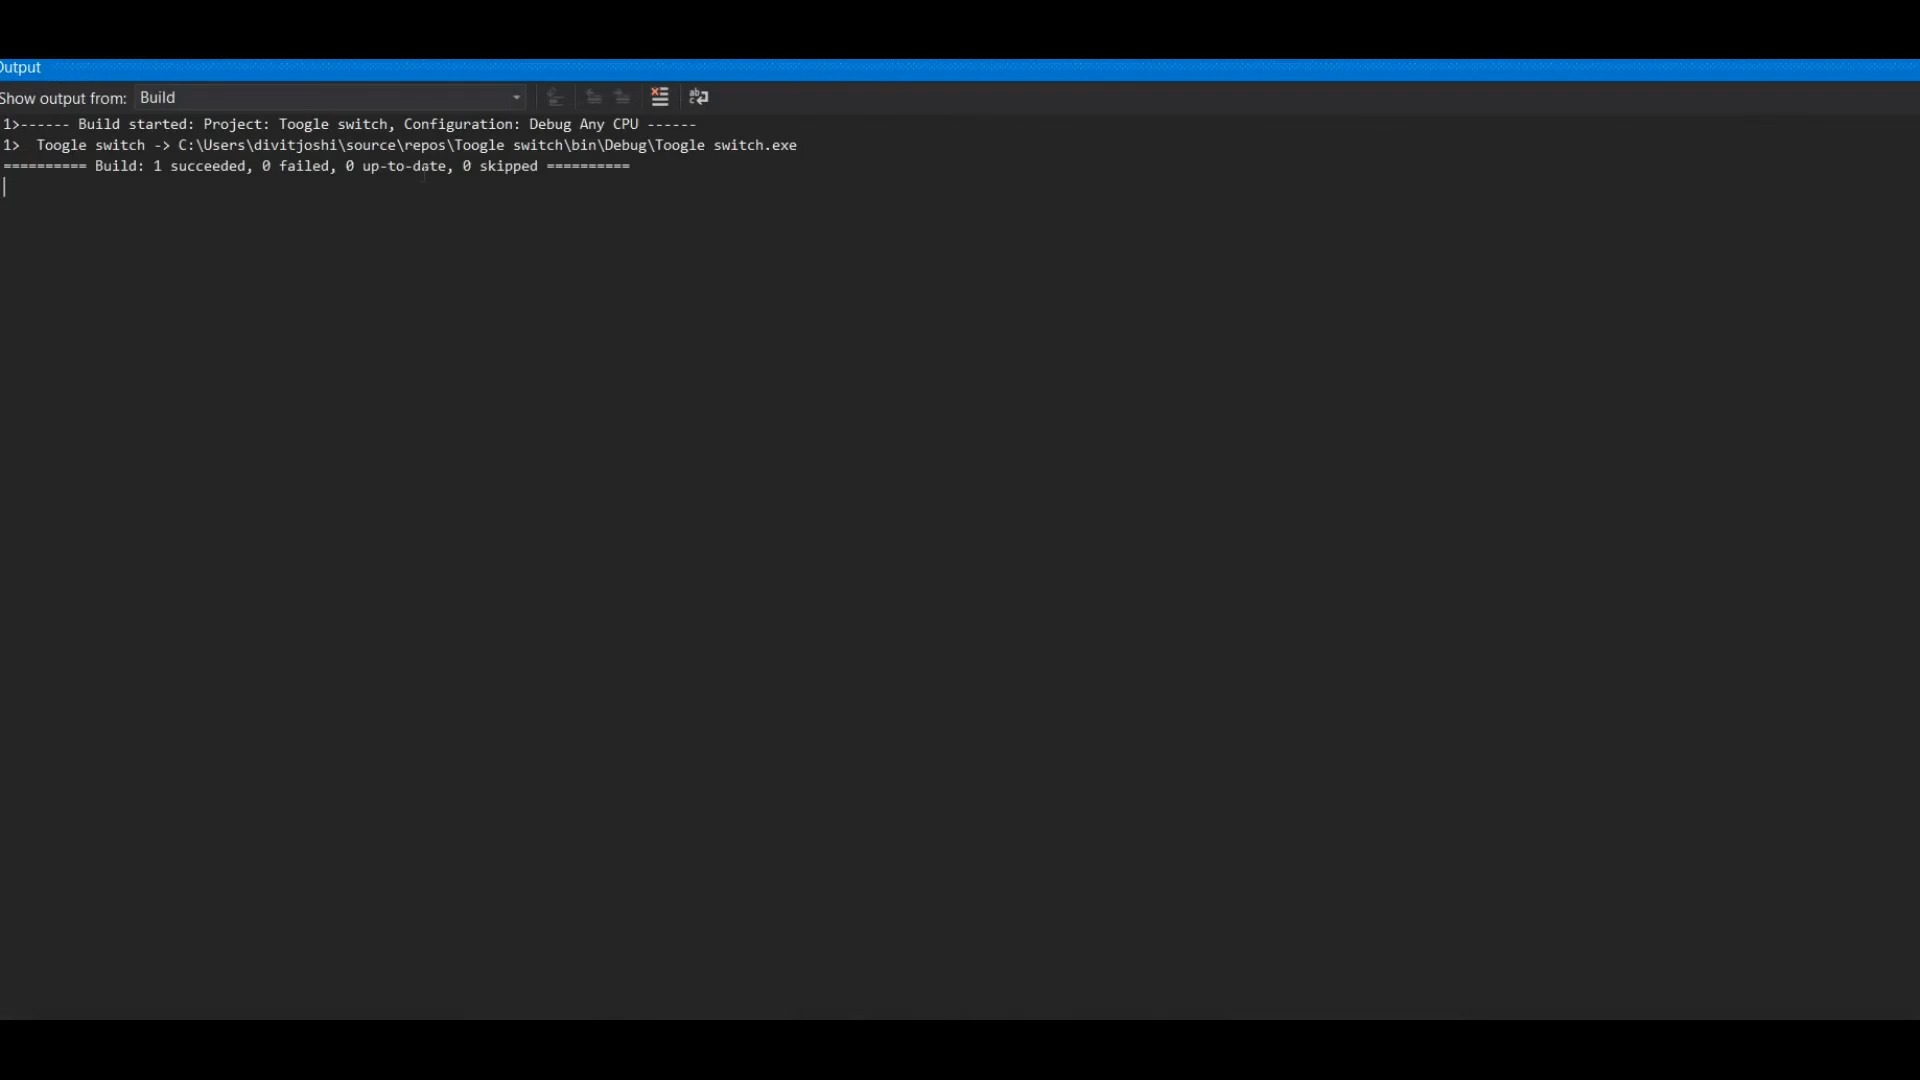 Output
Show output from: Build
1>------ Build started: Project: Toogle switch, Configuration: Debug Any CPU ------
1>  Toogle switch -> C:\Users\divitjoshi\source\repos\Toogle switch\bin\Debug\Toogle switch.exe
========== Build: 1 succeeded, 0 failed, 0 up-to-date, 0 skipped ==========